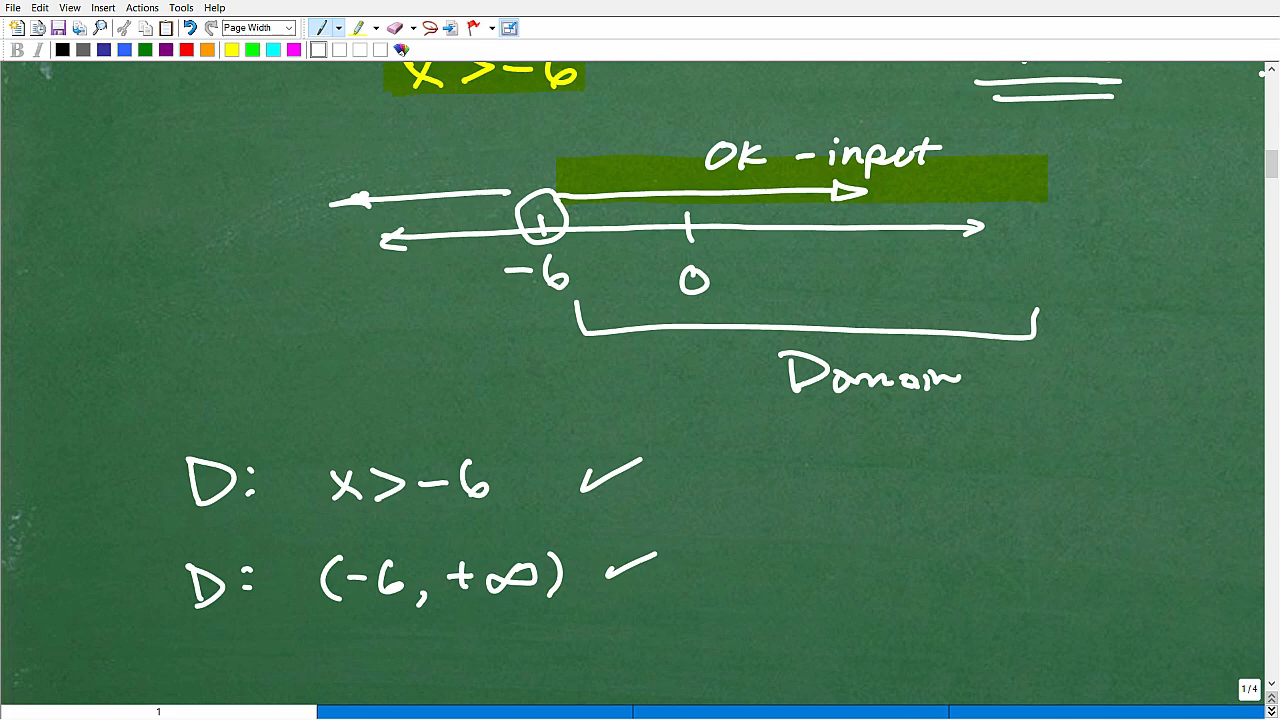 File Edit View Insert Actions Tools Help
Page Width
B I
x > -6
OK - input
-6 0
Domain
D: x > -6 ✓
D: (-6, +∞) ✓
1/4
1